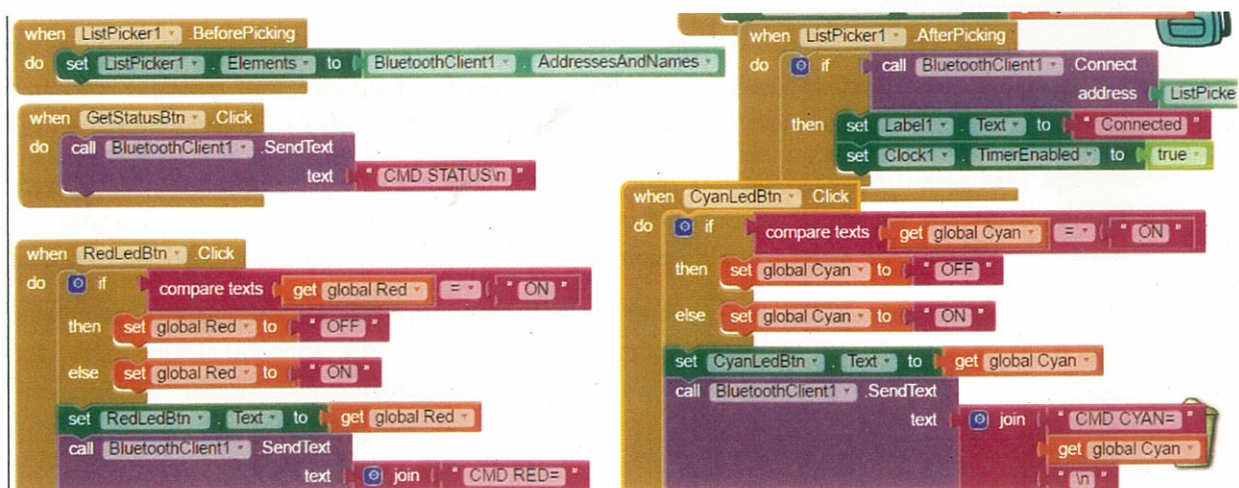 when ListPicker1 .BeforePicking
do set ListPicker1 . Elements to BluetoothClient1 . AddressesAndNames
when GetStatusBtn .Click
do call BluetoothClient1 .SendText
text " CMD STATUS\n "
when RedLedBtn .Click
do if compare texts get global Red = " ON "
then set global Red to " OFF "
else set global Red to " ON "
set RedLedBtn . Text to get global Red
call BluetoothClient1 .SendText
text join " CMD RED= "
when ListPicker1 .AfterPicking
do if call BluetoothClient1 .Connect
address ListPicke
then set Label1 . Text to " Connected "
set Clock1 . TimerEnabled to true
when CyanLedBtn .Click
do if compare texts get global Cyan = " ON "
then set global Cyan to " OFF "
else set global Cyan to " ON "
set CyanLedBtn . Text to get global Cyan
call BluetoothClient1 .SendText
text join " CMD CYAN= "
get global Cyan
" \n "